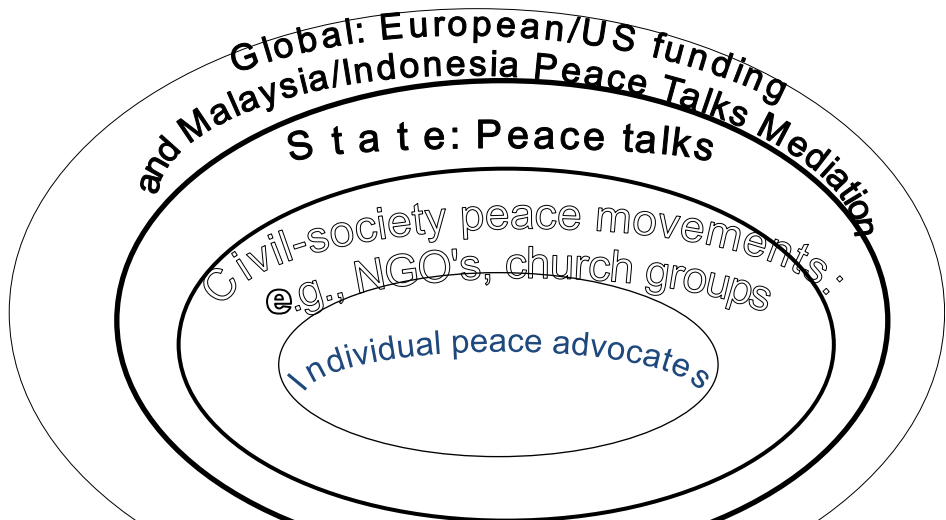 Global: European/US funding
and Malaysia/Indonesia Peace Talks Mediation
State: Peace talks
Civil-society peace movements:
e.g., NGO's, church groups
Individual peace advocates